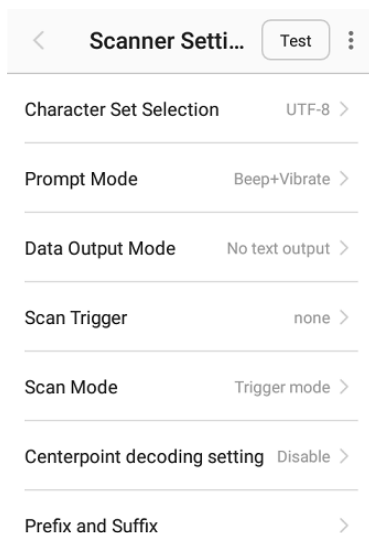 Scanner Setti... Test
Character Set Selection UTF-8
Prompt Mode Beep+Vibrate
Data Output Mode No text output
Scan Trigger none
Scan Mode Trigger mode
Centerpoint decoding setting Disable
Prefix and Suffix